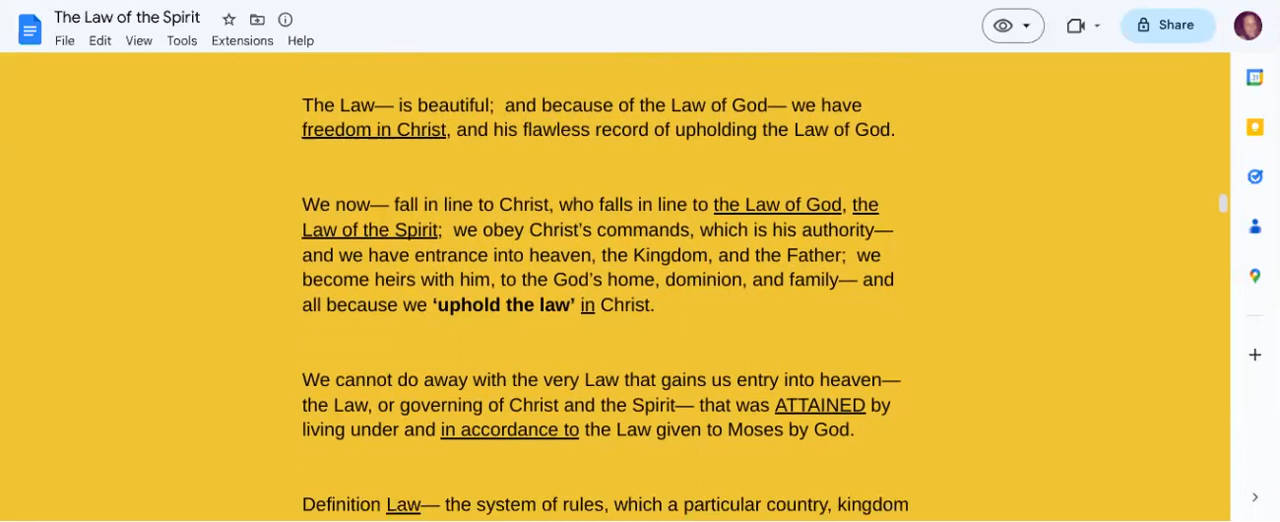 The Law of the Spirit
File Edit View Tools Extensions Help
Share
31
The Law— is beautiful;  and because of the Law of God— we have
freedom in Christ, and his flawless record of upholding the Law of God.
We now— fall in line to Christ, who falls in line to the Law of God, the
Law of the Spirit;  we obey Christ’s commands, which is his authority—
and we have entrance into heaven, the Kingdom, and the Father;  we
become heirs with him, to the God’s home, dominion, and family— and
all because we ‘uphold the law’ in Christ.
We cannot do away with the very Law that gains us entry into heaven—
the Law, or governing of Christ and the Spirit— that was ATTAINED by
living under and in accordance to the Law given to Moses by God.
Definition Law— the system of rules, which a particular country, kingdom